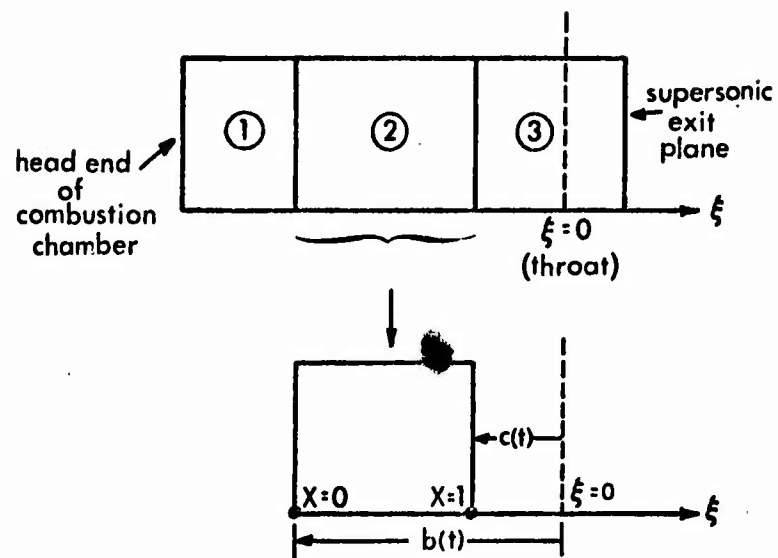 ①
②
③
head end
of
combustion
chamber
supersonic
exit
plane
ξ
ξ=0
(throat)
c(t)
X=0
X=1
ξ=0
ξ
b(t)